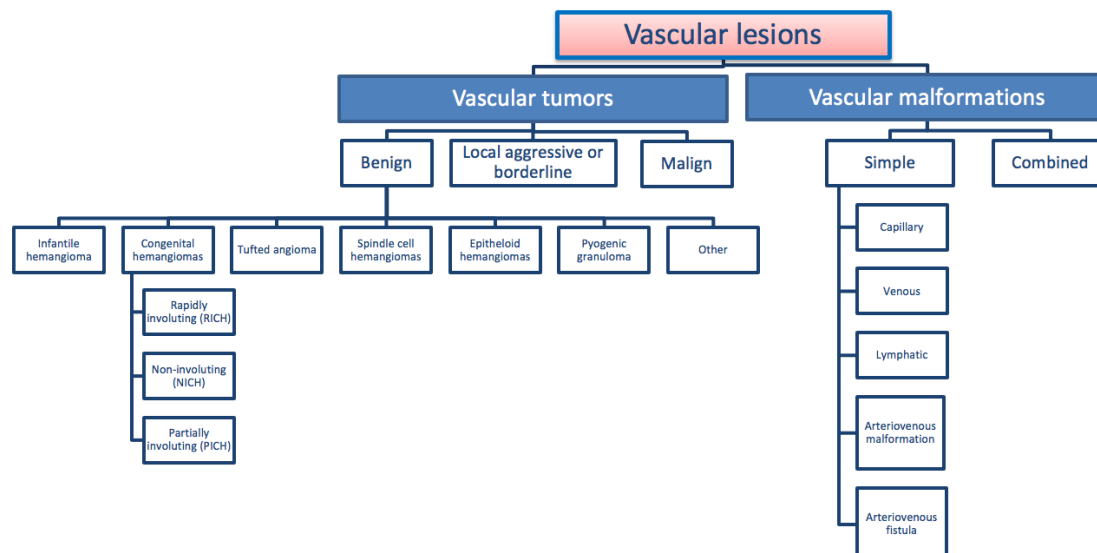 Vascular lesions
Vascular tumors
Vascular malformations
Benign
Local aggressive or
borderline
Malign
Simple
Combined
Infantile
hemangioma
Congenital
hemangiomas
Tufted angioma
Spindle cell
hemangiomas
Epitheloid
hemangiomas
Pyogenic
granuloma
Other
Rapidly
involuting (RICH)
Non-involuting
(NICH)
Partially
involuting (PICH)
Capillary
Venous
Lymphatic
Arteriovenous
malformation
Arteriovenous
fistula